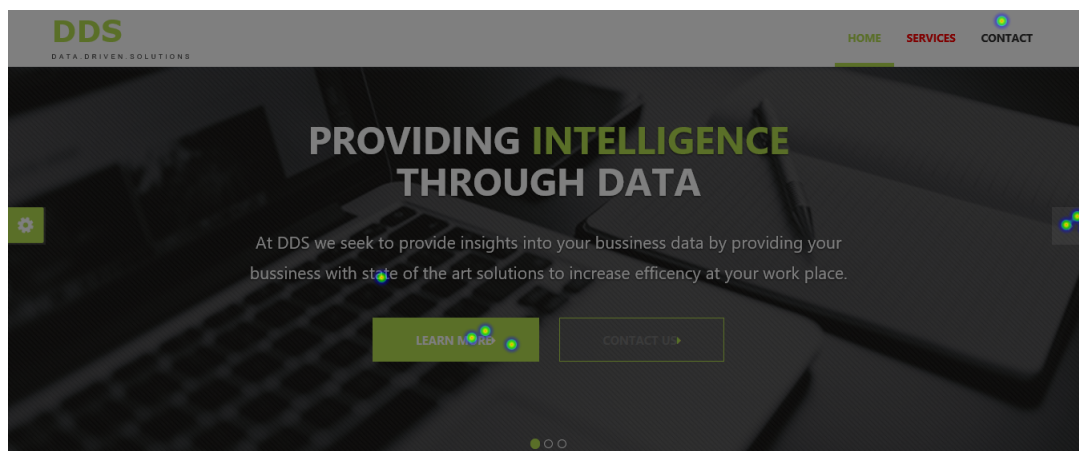 DDS
DATA.DRIVEN.SOLUTIONS
HOME SERVICES CONTACT
PROVIDING INTELLIGENCE
THROUGH DATA
At DDS we seek to provide insights into your bussiness data by providing your
bussiness with state of the art solutions to increase efficency at your work place.
LEARN MORE CONTACT US